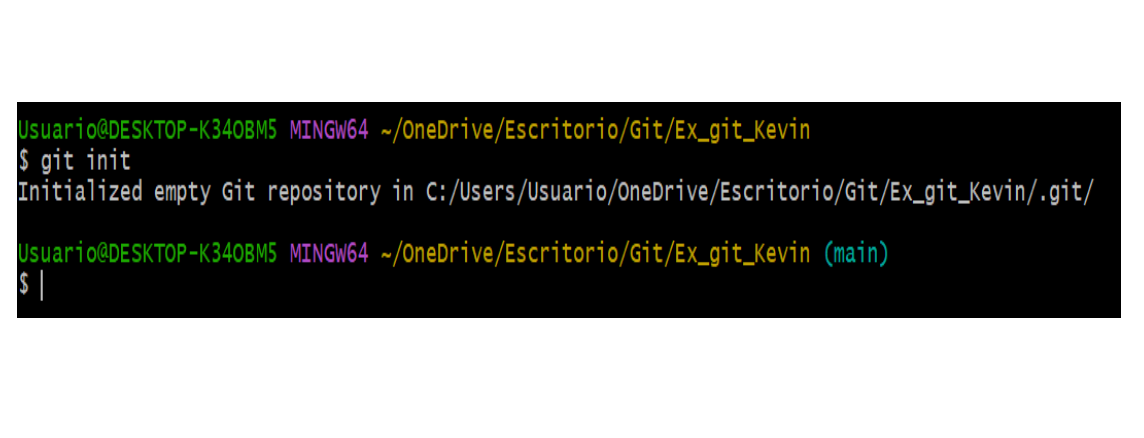 Usuario@DESKTOP-K34OBM5 MINGW64 ~/OneDrive/Escritorio/Git/Ex_git_Kevin
$ git init
Initialized empty Git repository in C:/Users/Usuario/OneDrive/Escritorio/Git/Ex_git_Kevin/.git/
Usuario@DESKTOP-K34OBM5 MINGW64 ~/OneDrive/Escritorio/Git/Ex_git_Kevin (main)
$